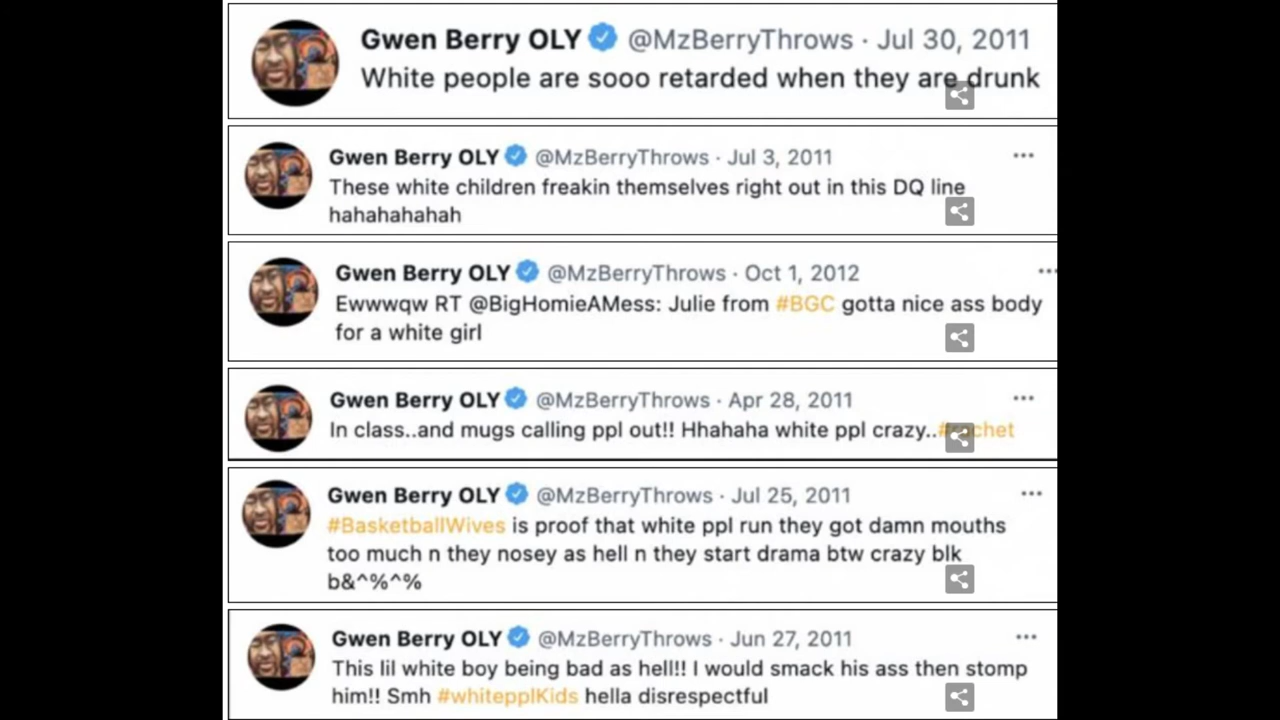 Gwen Berry OLY @MzBerryThrows · Jul 30, 2011
White people are sooo retarded when they are drunk
Gwen Berry OLY @MzBerryThrows · Jul 3, 2011
These white children freakin themselves right out in this DQ line
hahahahahah
Gwen Berry OLY @MzBerryThrows · Oct 1, 2012
Ewwwqw RT @BigHomieAMess: Julie from #BGC gotta nice ass body
for a white girl
Gwen Berry OLY @MzBerryThrows · Apr 28, 2011
In class..and mugs calling ppl out!! Hhahaha white ppl crazy..
Gwen Berry OLY @MzBerryThrows · Jul 25, 2011
#BasketballWives is proof that white ppl run they got damn mouths
too much n they nosey as hell n they start drama btw crazy blk
b&^%^%
Gwen Berry OLY @MzBerryThrows · Jun 27, 2011
This lil white boy being bad as hell!! I would smack his ass then stomp
him!! Smh #whitepplKids hella disrespectful